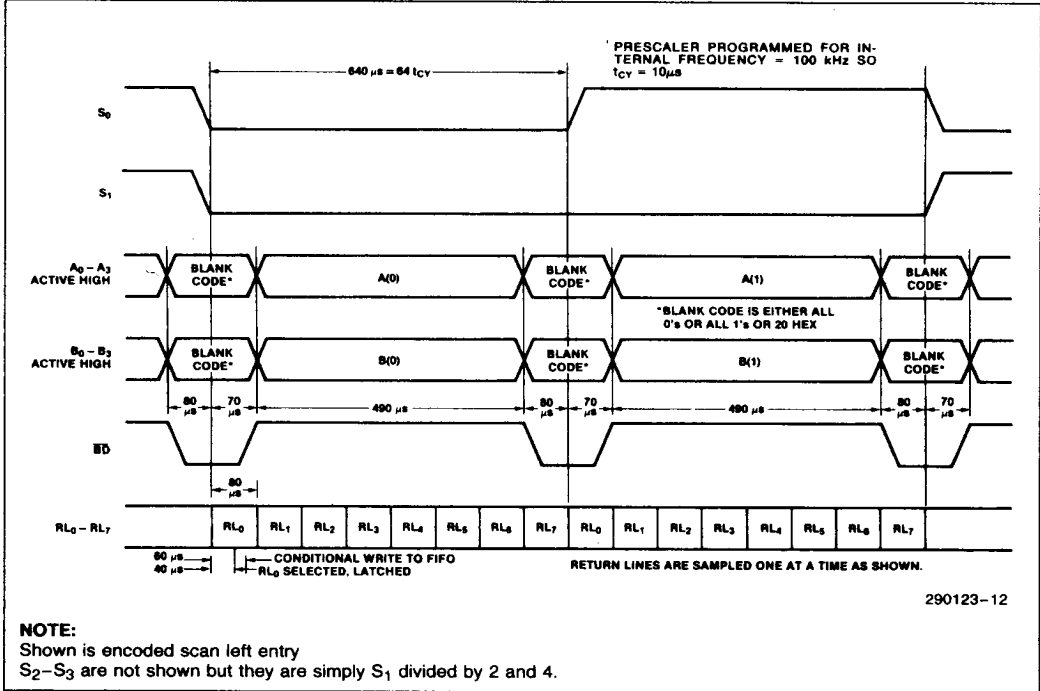 PRESCALER PROGRAMMED FOR IN-
TERNAL FREQUENCY = 100 kHz SO
tCY = 10μs
640 μs = 64 tCY
S0
S1
A0 – A3
ACTIVE HIGH
BLANK
CODE*
A(0)
BLANK
CODE*
A(1)
BLANK
CODE*
*BLANK CODE IS EITHER ALL
0's OR ALL 1's OR 20 HEX
B0 – B3
ACTIVE HIGH
BLANK
CODE*
B(0)
BLANK
CODE*
B(1)
BLANK
CODE*
80
μs
70
μs
490 μs
80
μs
70
μs
490 μs
80
μs
70
μs
BD
80
μs
RL0 – RL7
RL0 RL1 RL2 RL3 RL4 RL5 RL6 RL7 RL0 RL1 RL2 RL3 RL4 RL5 RL6 RL7
60 μs
CONDITIONAL WRITE TO FIFO
40 μs
RL0 SELECTED, LATCHED
RETURN LINES ARE SAMPLED ONE AT A TIME AS SHOWN.
290123–12
NOTE:
Shown is encoded scan left entry
S2–S3 are not shown but they are simply S1 divided by 2 and 4.